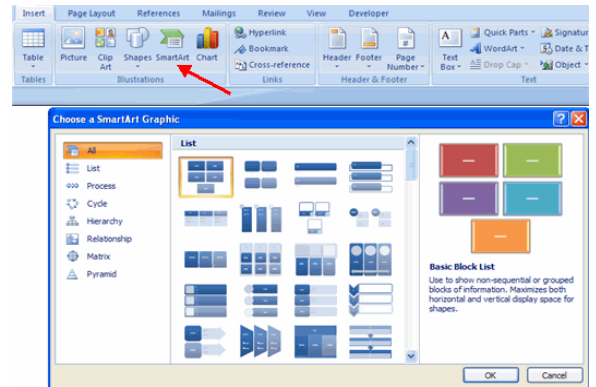 Insert Page Layout References Mailings Review View Developer
Table
Tables
Picture
Clip
Art
Shapes
SmartArt
Chart
Illustrations
Hyperlink
Bookmark
Cross-reference
Links
Header
Footer
Page
Number
Header & Footer
A
Text
Box
Quick Parts
WordArt
Drop Cap
Signatur
Date & T
Object
Text
Choose a SmartArt Graphic
All
List
Process
Cycle
Hierarchy
Relationship
Matrix
Pyramid
List
Basic Block List
Use to show non-sequential or grouped
blocks of information. Maximizes both
horizontal and vertical display space for
shapes.
OK
Cancel